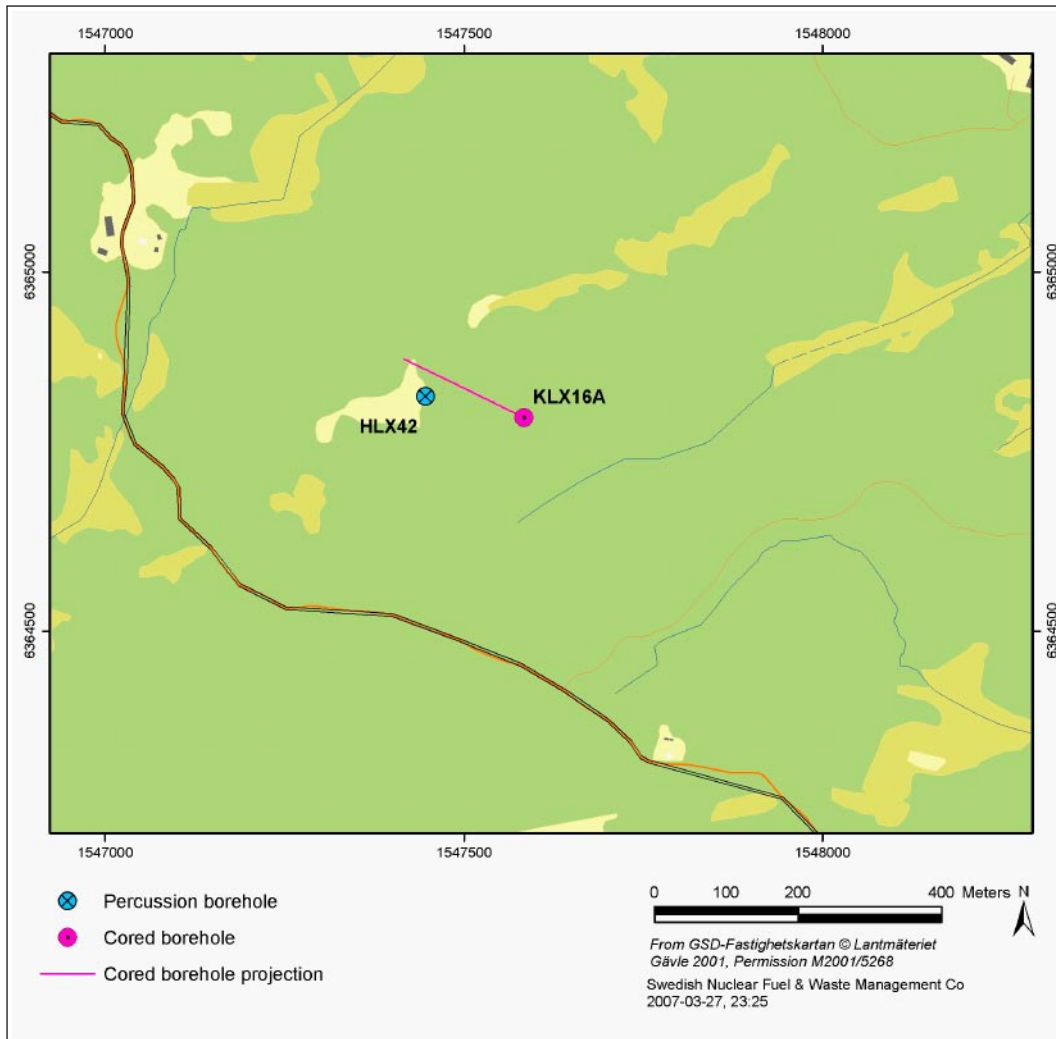 1547000
1547500
1548000
6365000
6365000
KLX16A
HLX42
6364500
6364500
1547000
1547500
1548000
Percussion borehole
Cored borehole
Cored borehole projection
0 100 200 400 Meters N
From GSD-Fastighetskartan © Lantmäteriet
Gävle 2001, Permission M2001/5268
Swedish Nuclear Fuel & Waste Management Co
2007-03-27, 23:25